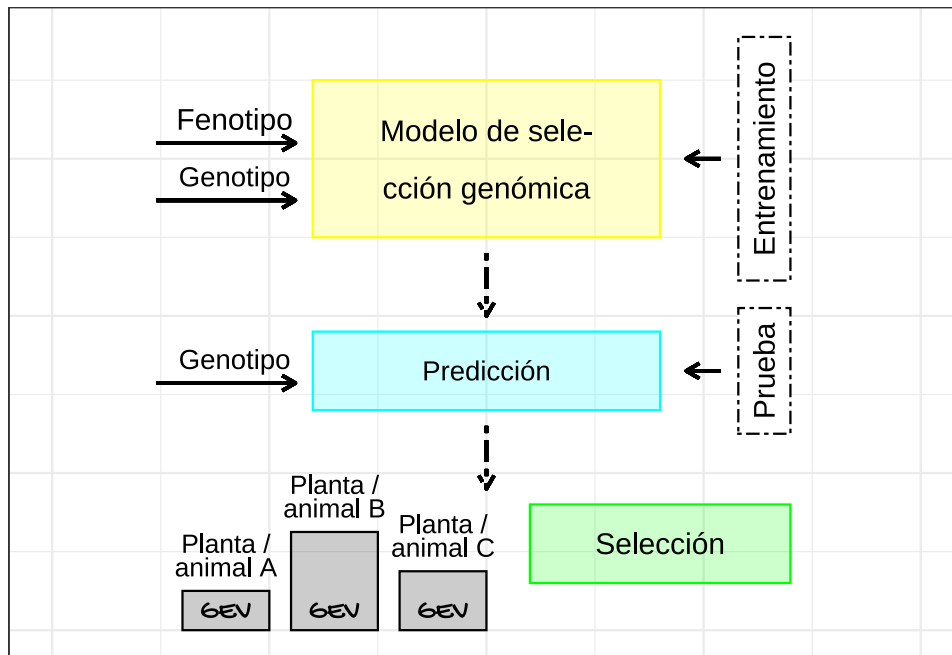 Fenotipo
Genotipo
Modelo de sele-
cción genómica
Entrenamiento
Genotipo
Predicción
Prueba
Planta /
animal A
Planta /
animal B
Planta /
animal C
GEV
GEV
GEV
Selección